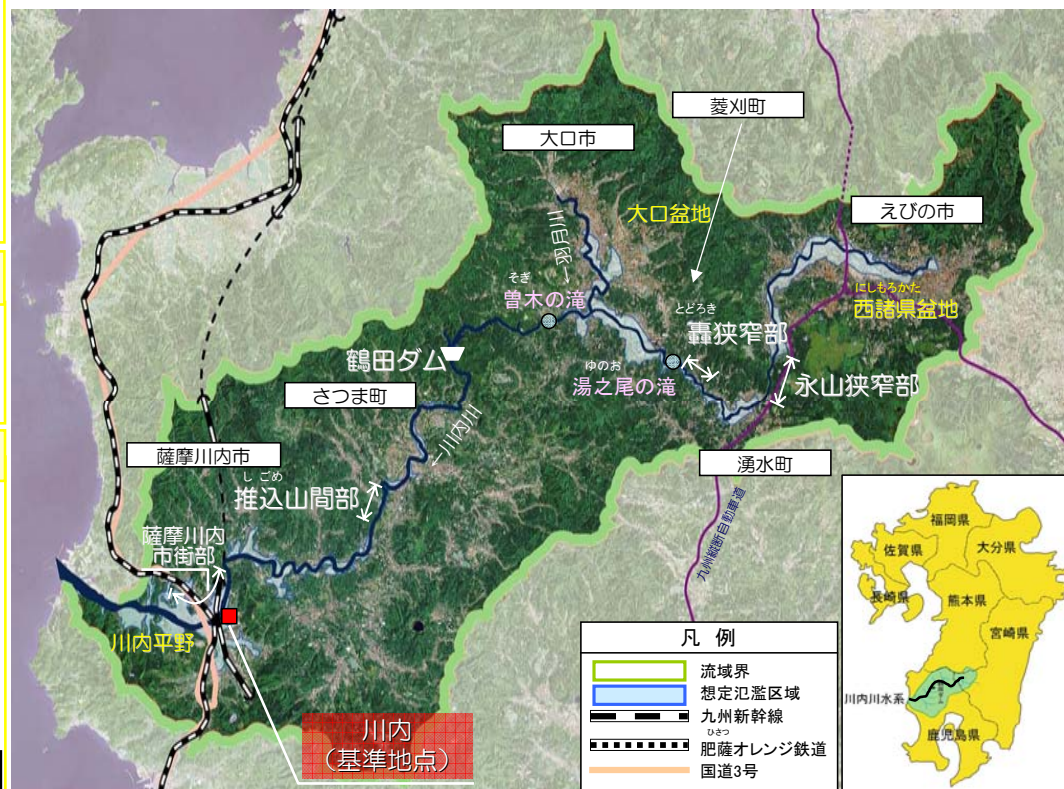 菱刈町
大口市
えびの市
大口盆地
←羽月川
にしもろかた
西諸県盆地
そぎ
曽木の滝
とどろき
轟狭窄部
鶴田ダム
ゆのお
湯之尾の滝
永山狭窄部
さつま町
←川内川
薩摩川内市
湧水町
しごめ
推込山間部
九州縦断自動車道
薩摩川内
市街部
川内平野
川内
(基準地点)
凡 例
流域界
想定氾濫区域
九州新幹線
ひさつ
肥薩オレンジ鉄道
国道3号
福岡県
佐賀県
大分県
長崎県
熊本県
宮崎県
川内川水系
鹿児島県